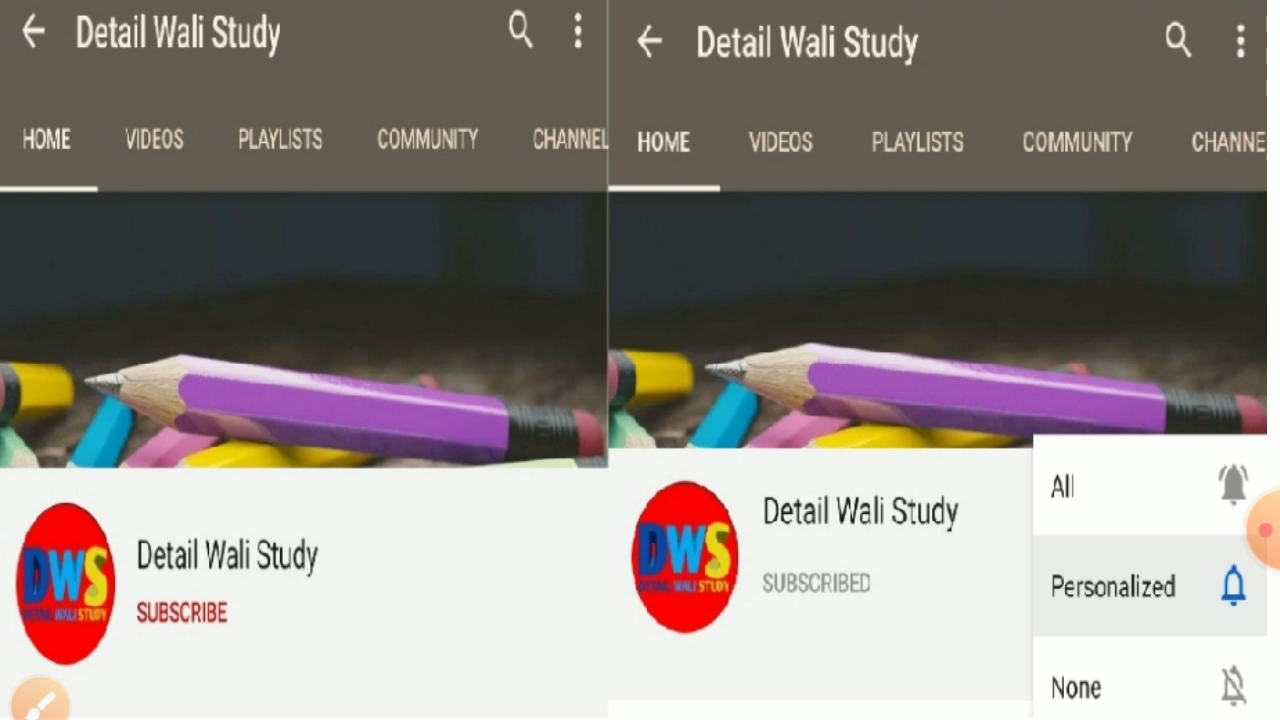 Detail Wali Study
HOME VIDEOS PLAYLISTS COMMUNITY CHANNEL
DWS
DETAIL WALI STUDY
Detail Wali Study
SUBSCRIBE
Detail Wali Study
HOME VIDEOS PLAYLISTS COMMUNITY CHANNE
DWS
DETAIL WALI STUDY
Detail Wali Study
SUBSCRIBED
All
Personalized
None